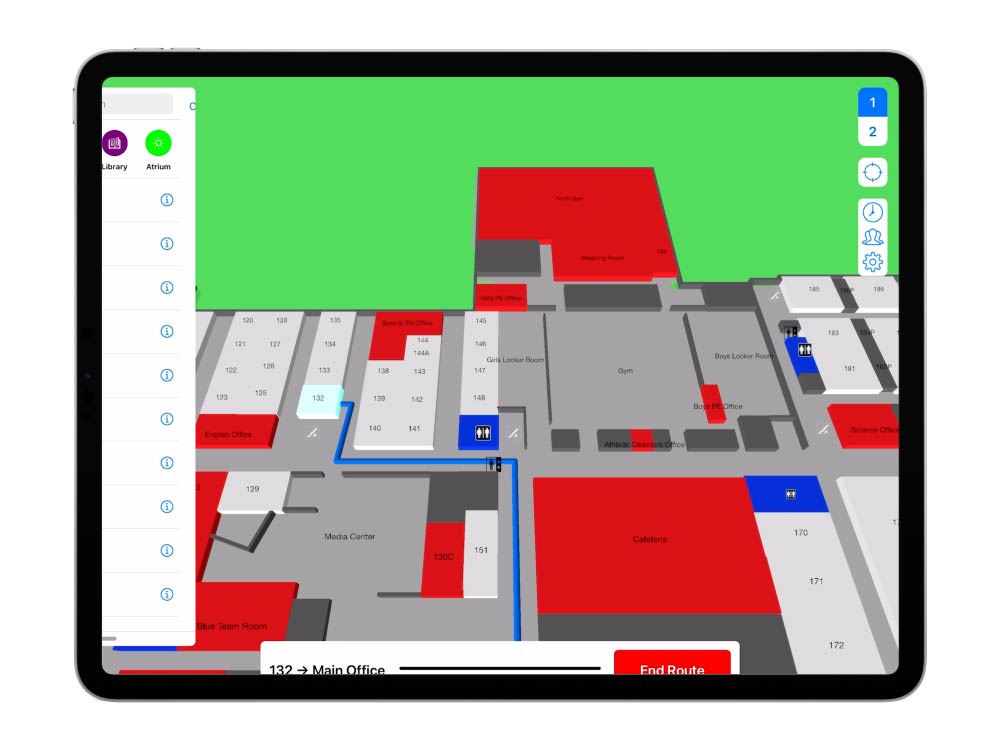 Library
Atrium
1
2
North Gym
Wrestling Room
Girls PE Office
185
186
120
128
135
Special Ed Office
145
121
127
134
144
146
144A
Girls Locker Room
Boys Locker Room
183
184P
122
126
133
138
143
147
Gym
181
182P
123
125
132
139
142
148
Boys PE Office
English Office
140
141
Athletic Directors Office
Science Office
129
Media Center
130C
151
Cafeteria
170
171
Blue Team Room
172
132 → Main Office
End Route